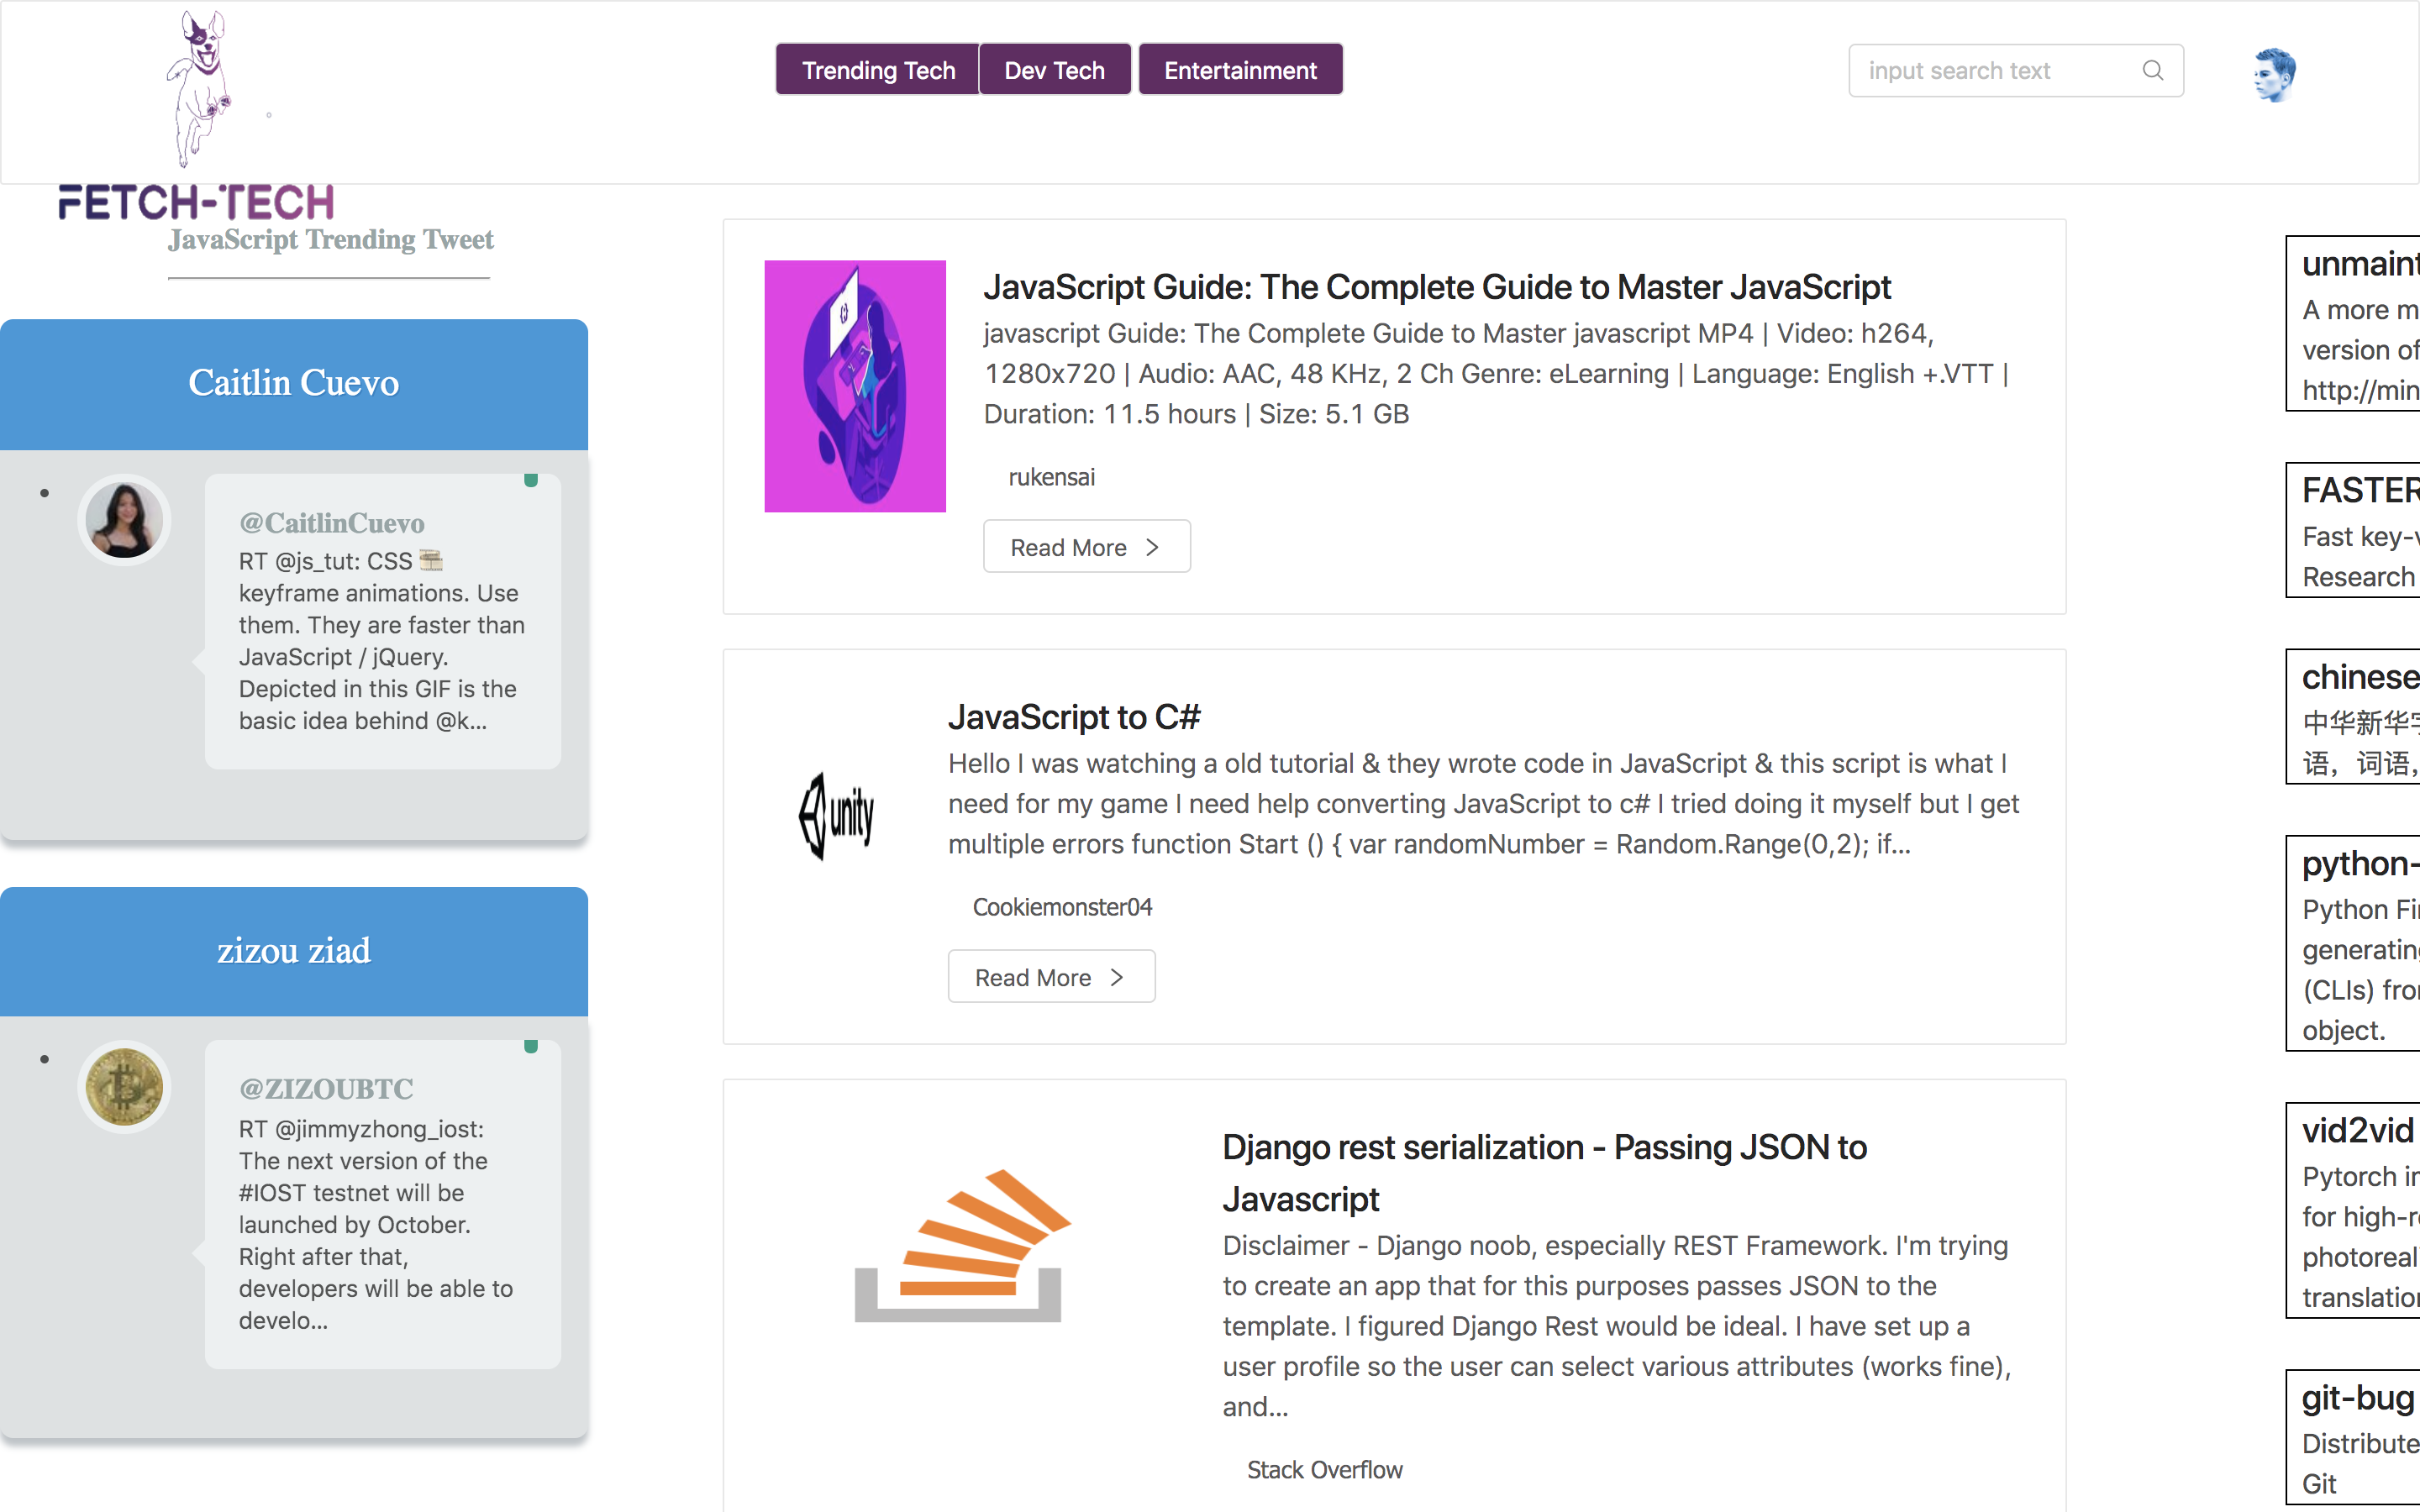 Trending Tech
Dev Tech
Entertainment
input search text
FETCH-TECH
JavaScript Trending Tweet
Caitlin Cuevo
@CaitlinCuevo
RT @js_tut: CSS
keyframe animations. Use
them. They are faster than
JavaScript / jQuery.
Depicted in this GIF is the
basic idea behind @k...
zizou ziad
@ZIZOUBTC
RT @jimmyzhong_iost:
The next version of the
#IOST testnet will be
launched by October.
Right after that,
developers will be able to
develo...
JavaScript Guide: The Complete Guide to Master JavaScript
javascript Guide: The Complete Guide to Master javascript MP4 | Video: h264,
1280x720 | Audio: AAC, 48 KHz, 2 Ch Genre: eLearning | Language: English +.VTT |
Duration: 11.5 hours | Size: 5.1 GB
rukensai
Read More
unity
JavaScript to C#
Hello I was watching a old tutorial & they wrote code in JavaScript & this script is what I
need for my game I need help converting JavaScript to c# I tried doing it myself but I get
multiple errors function Start () { var randomNumber = Random.Range(0,2); if...
Cookiemonster04
Read More
Django rest serialization - Passing JSON to
Javascript
Disclaimer - Django noob, especially REST Framework. I'm trying
to create an app that for this purposes passes JSON to the
template. I figured Django Rest would be ideal. I have set up a
user profile so the user can select various attributes (works fine),
and...
Stack Overflow
unmaint
A more m
version of
http://min
FASTER
Fast key-v
Research
chinese
中华新华字
语，词语，
python-
Python Fir
generating
(CLIs) from
object.
vid2vid
Pytorch im
for high-re
photoreal
translation
git-bug
Distribute
Git